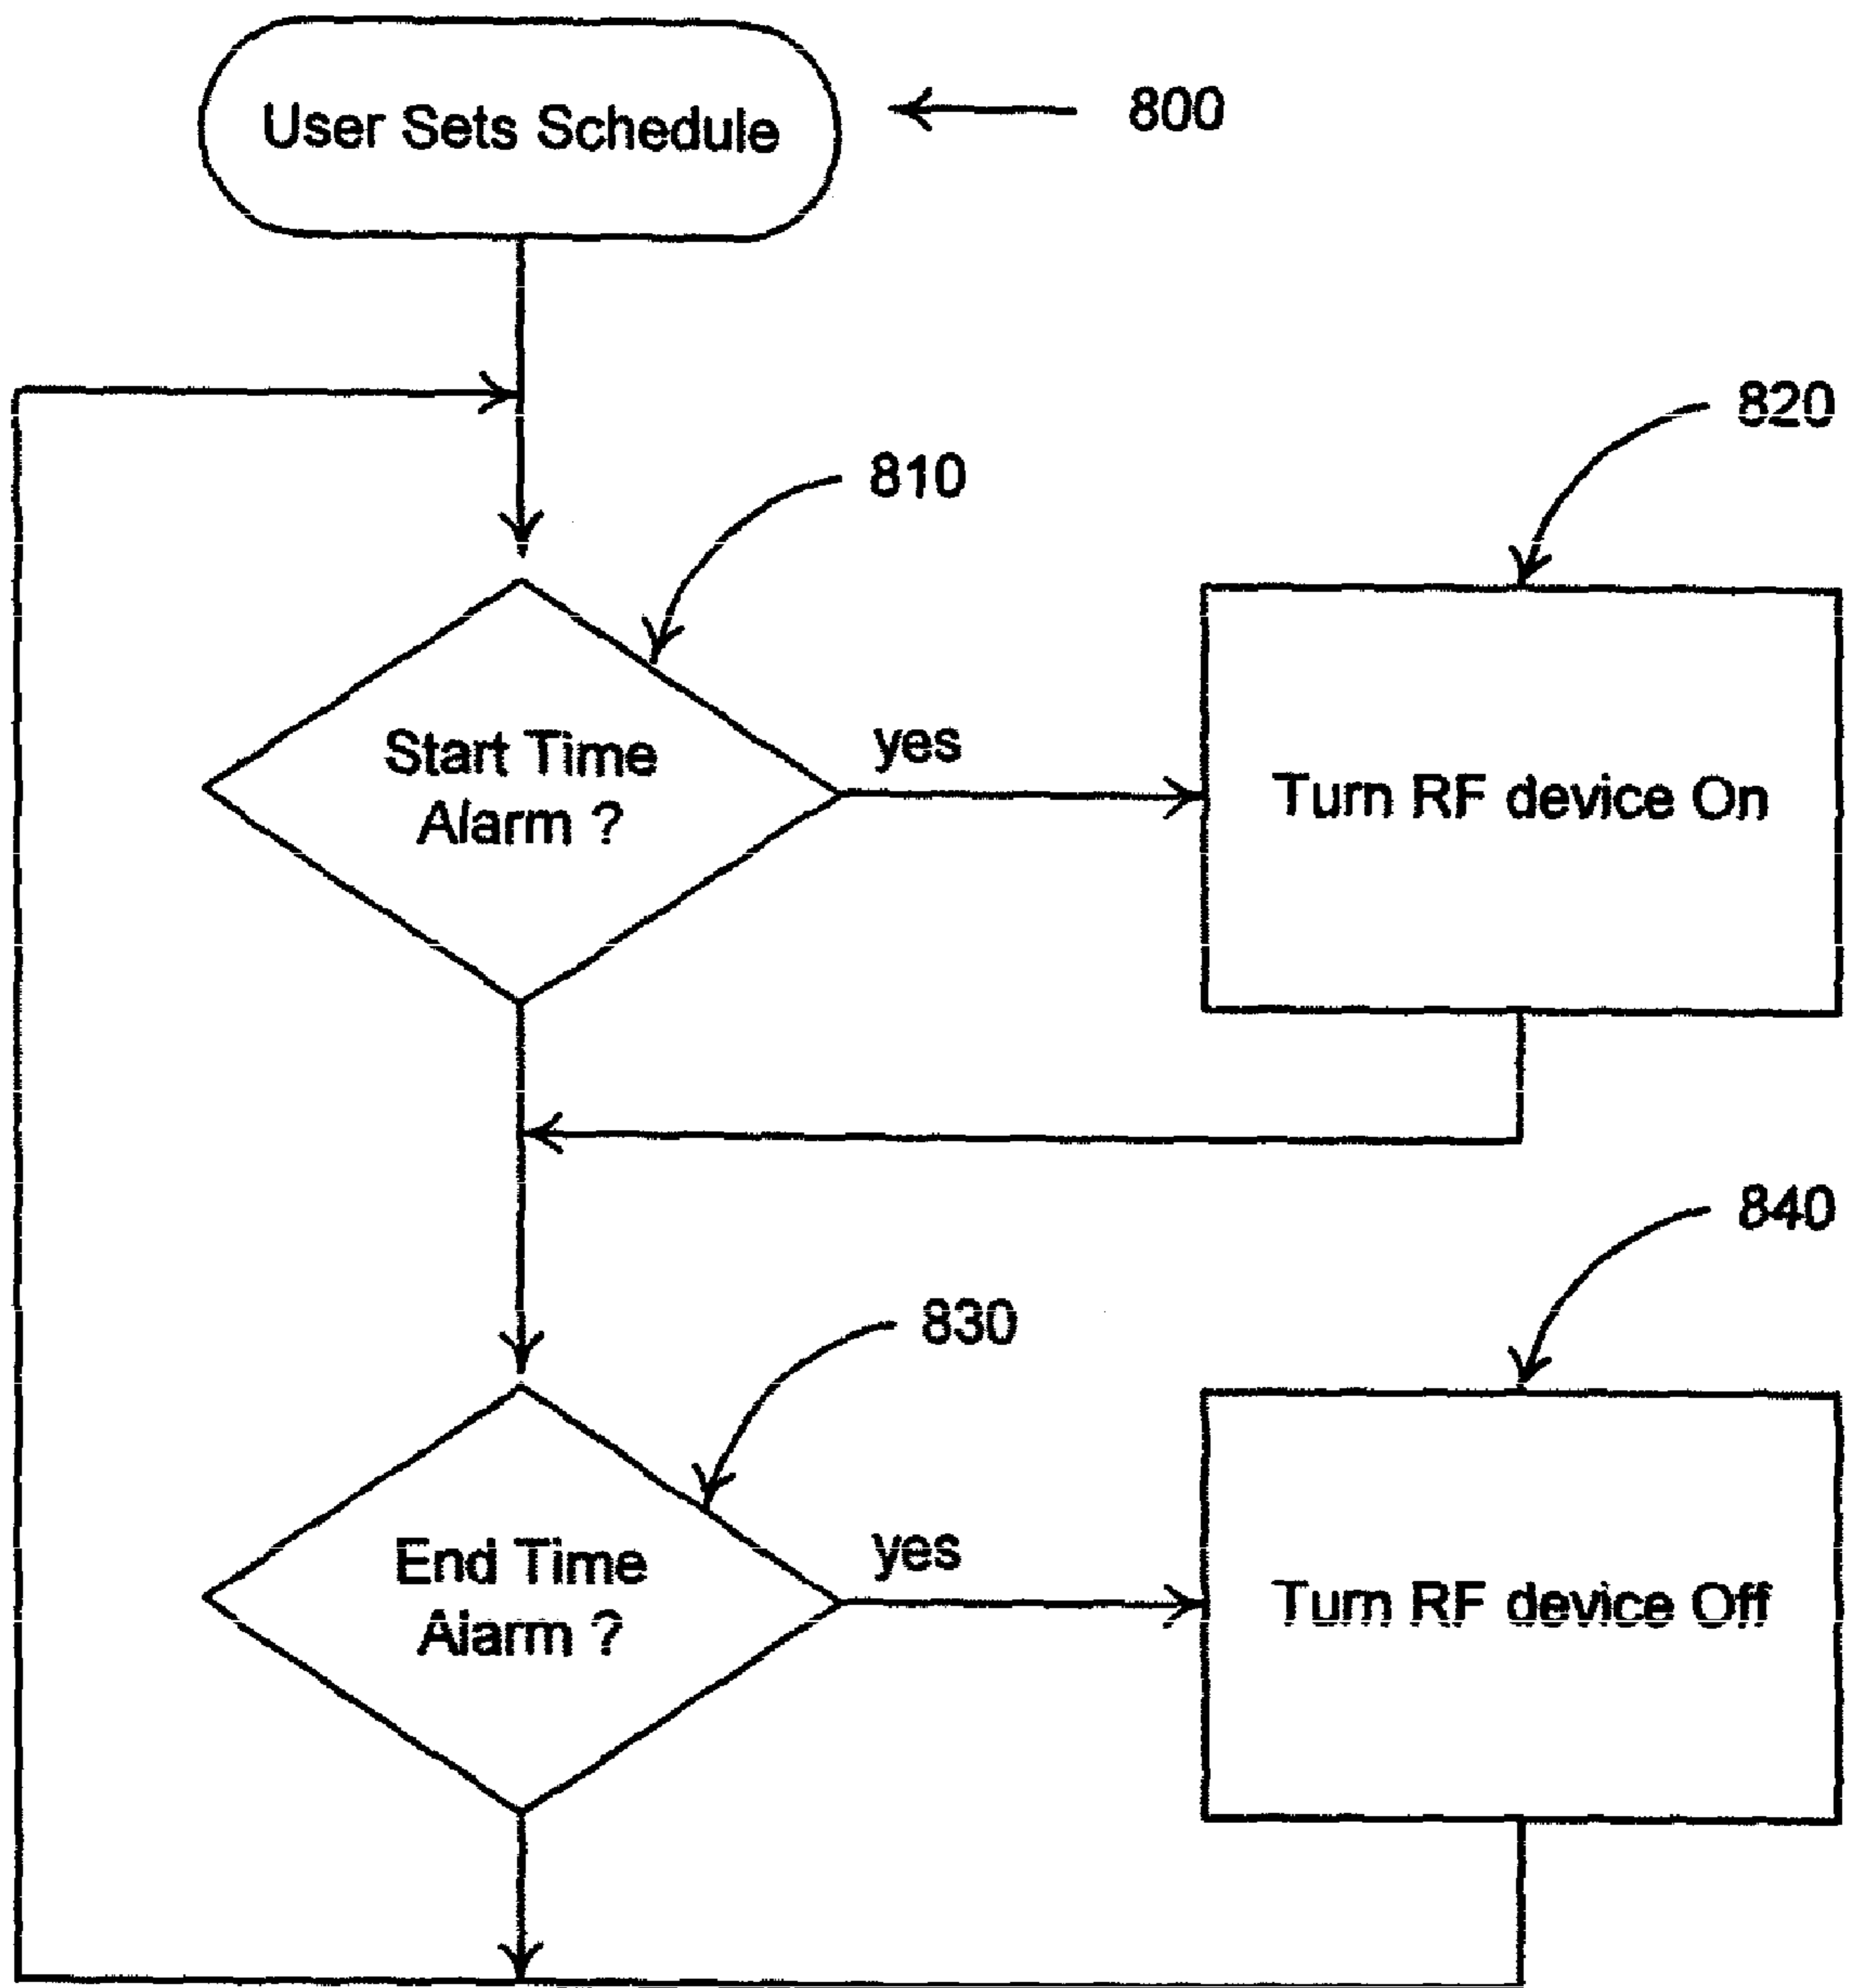 User Sets Schedule
800
820
810
Start Time
Alarm ?
yes
Turn RF device On
840
830
End Time
Alarm ?
yes
Turn RF device Off